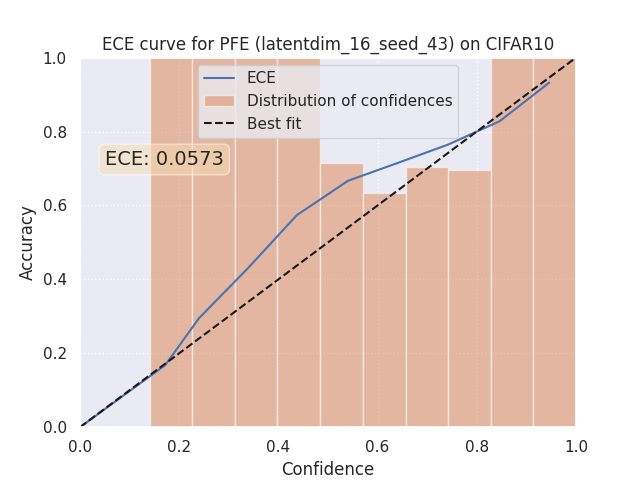 ECE curve for PFE (latentdim_16_seed_43) on CIFAR10
1.0
0.8
0.6
0.4
0.2
0.0
Accuracy
ECE
Distribution of confidences
Best fit
ECE: 0.0573
0.0 0.2 0.4 0.6 0.8 1.0
Confidence